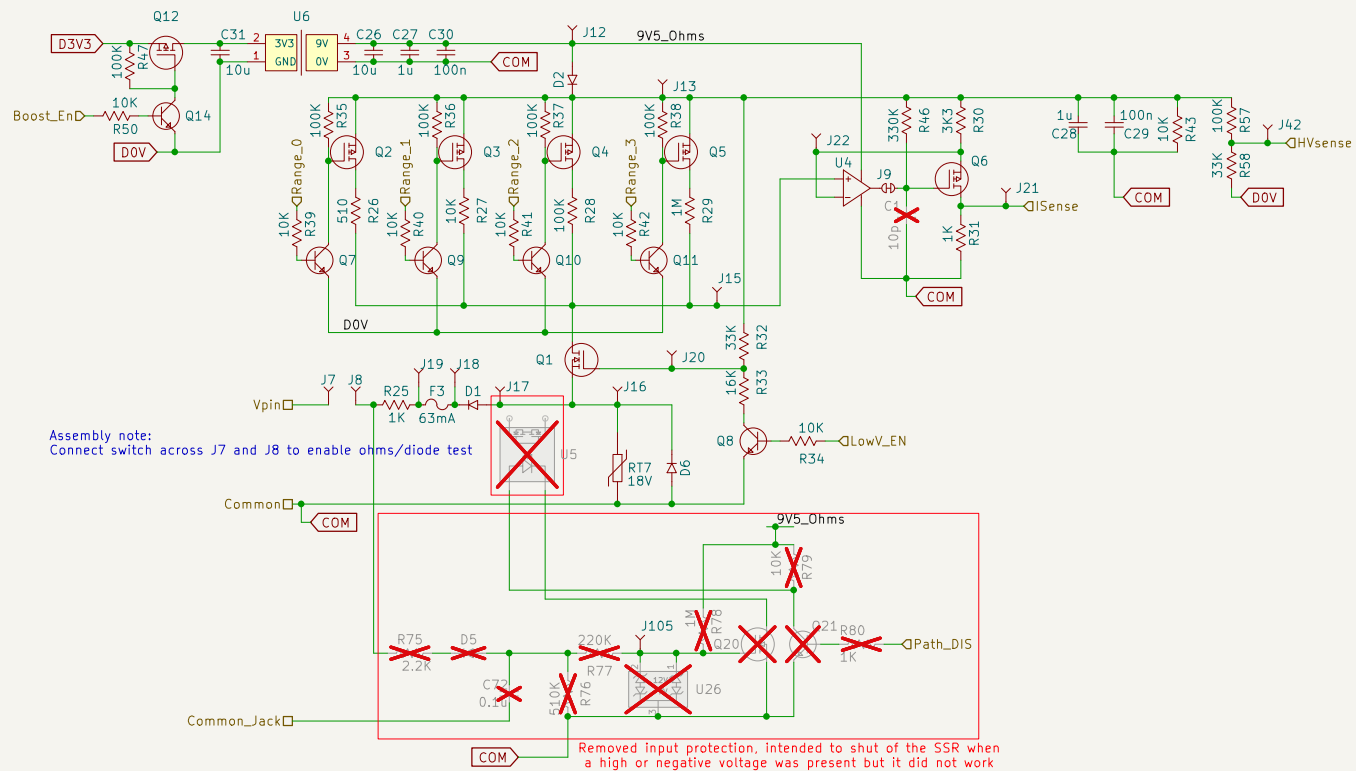 Q12
U6
D3V3
100K
R47
C31
10u
2
1
3V3
GND
9V
0V
4
3
C26
C27
C30
10u
1u
100n
COM
J12
9V5_Ohms
D2
J13
Boost_En
10K
R50
Q14
D0V
100K
R35
Q2
100K
R36
Q3
100K
R37
Q4
100K
R38
Q5
Range_0
Range_1
Range_2
Range_3
10K
R39
510
R26
10K
R40
10K
R27
10K
R41
100K
R28
10K
R42
1M
R29
Q7
Q9
Q10
Q11
D0V
J15
J22
U4
J9
330K
R46
3K3
R30
Q6
10p
J21
ISense
1K
R31
COM
1u
C28
100n
C29
10K
R43
COM
100K
R57
J42
HVsense
33K
R58
D0V
Q1
J20
33K
R32
16K
R33
Q8
10K
R34
LowV_EN
Vpin
J7
J8
R25
1K
J19
F3
63mA
J18
D1
J17
J16
U5
RT7
18V
D6
Assembly note:
Connect switch across J7 and J8 to enable ohms/diode test
Common
COM
9V5_Ohms
10K
R79
1M
R78
J105
R75
2.2K
D5
C72
0.1u
220K
R77
510K
R76
U26
Q20
Q21
R80
1K
Path_DIS
Common_Jack
COM
Removed input protection, intended to shut of the SSR when
a high or negative voltage was present but it did not work